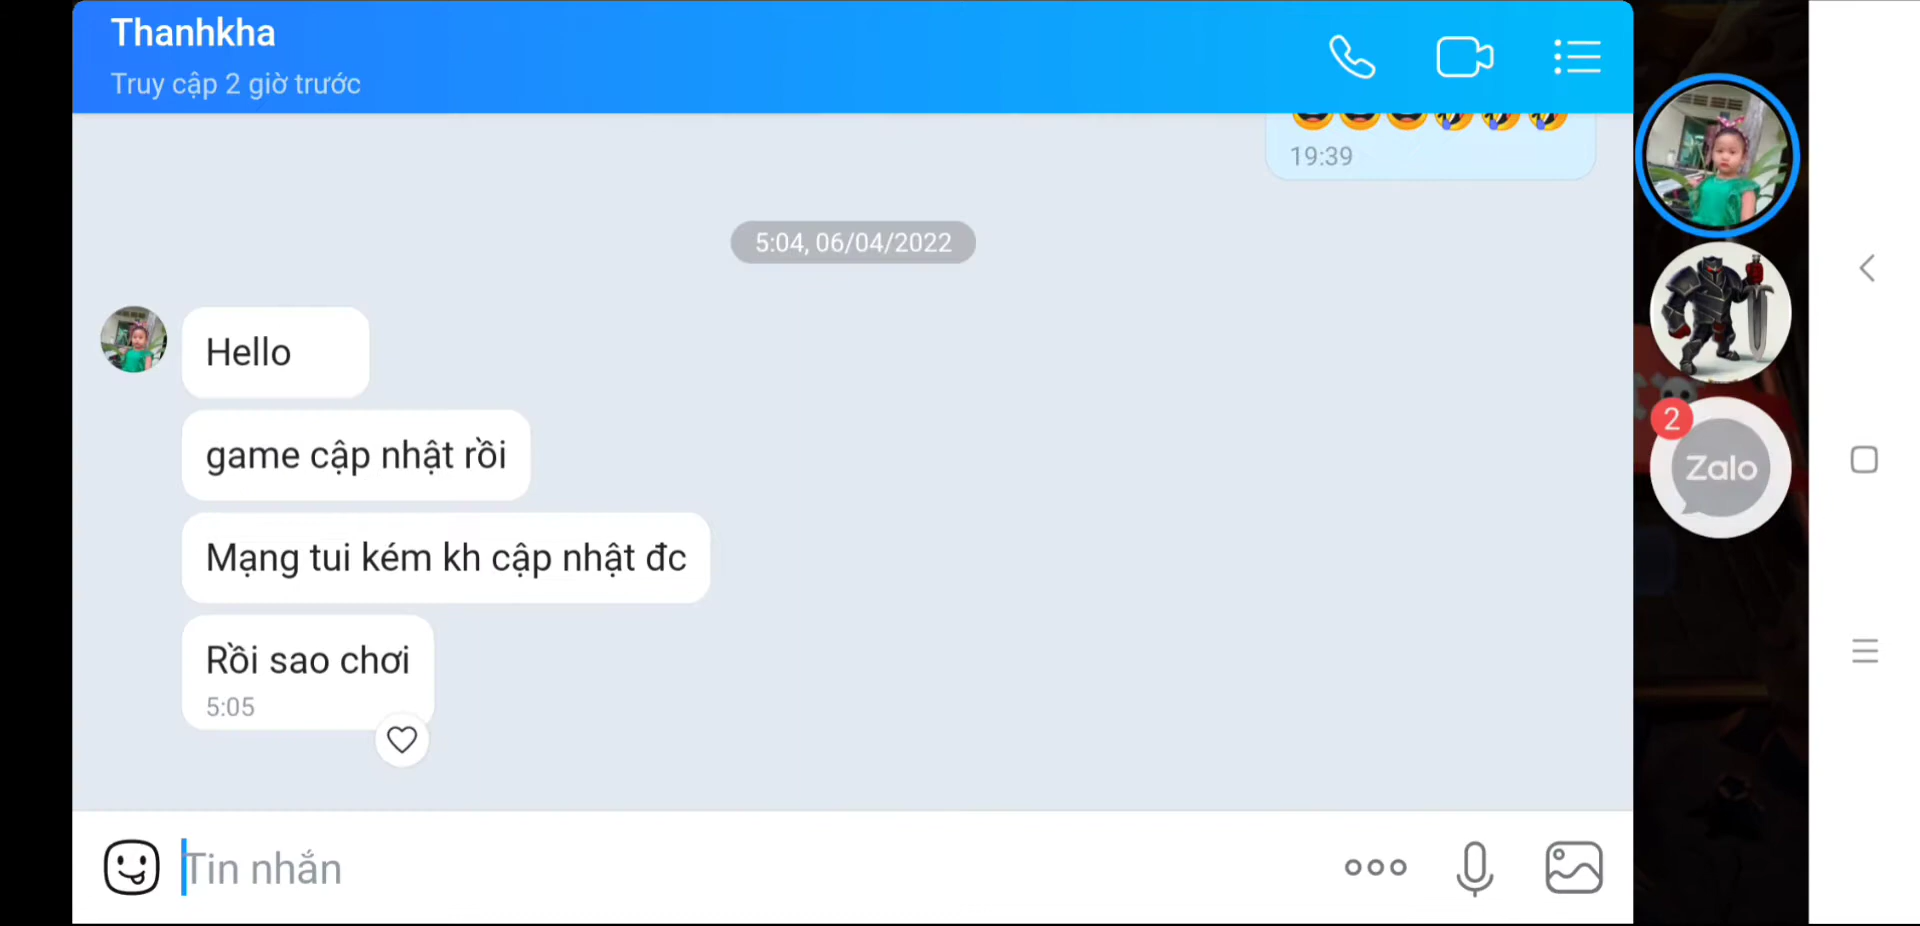 Thanhkha
Truy cập 2 giờ trước
19:39
5:04, 06/04/2022
Hello
game cập nhật rồi
Mạng tui kém kh cập nhật đc
Rồi sao chơi
5:05
2
Zalo
Tin nhắn